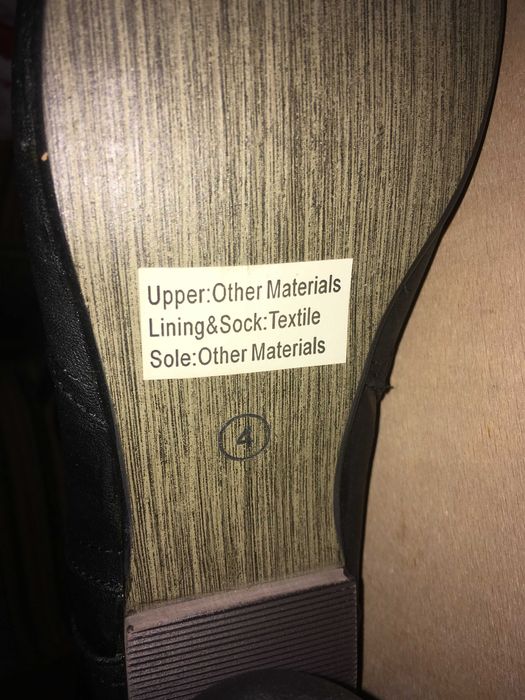 Upper:Other Materials
Lining&Sock:Textile
Sole:Other Materials
4